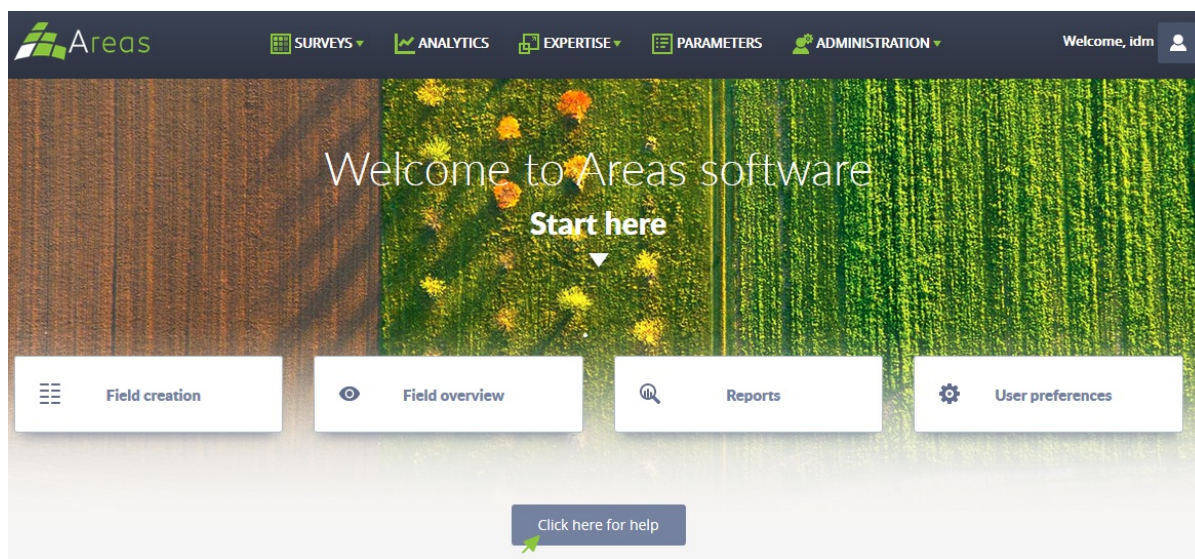 Areas
SURVEYS
ANALYTICS
EXPERTISE
PARAMETERS
ADMINISTRATION
Welcome, idm
Welcome to Areas software
Start here
Field creation
Field overview
Reports
User preferences
Click here for help